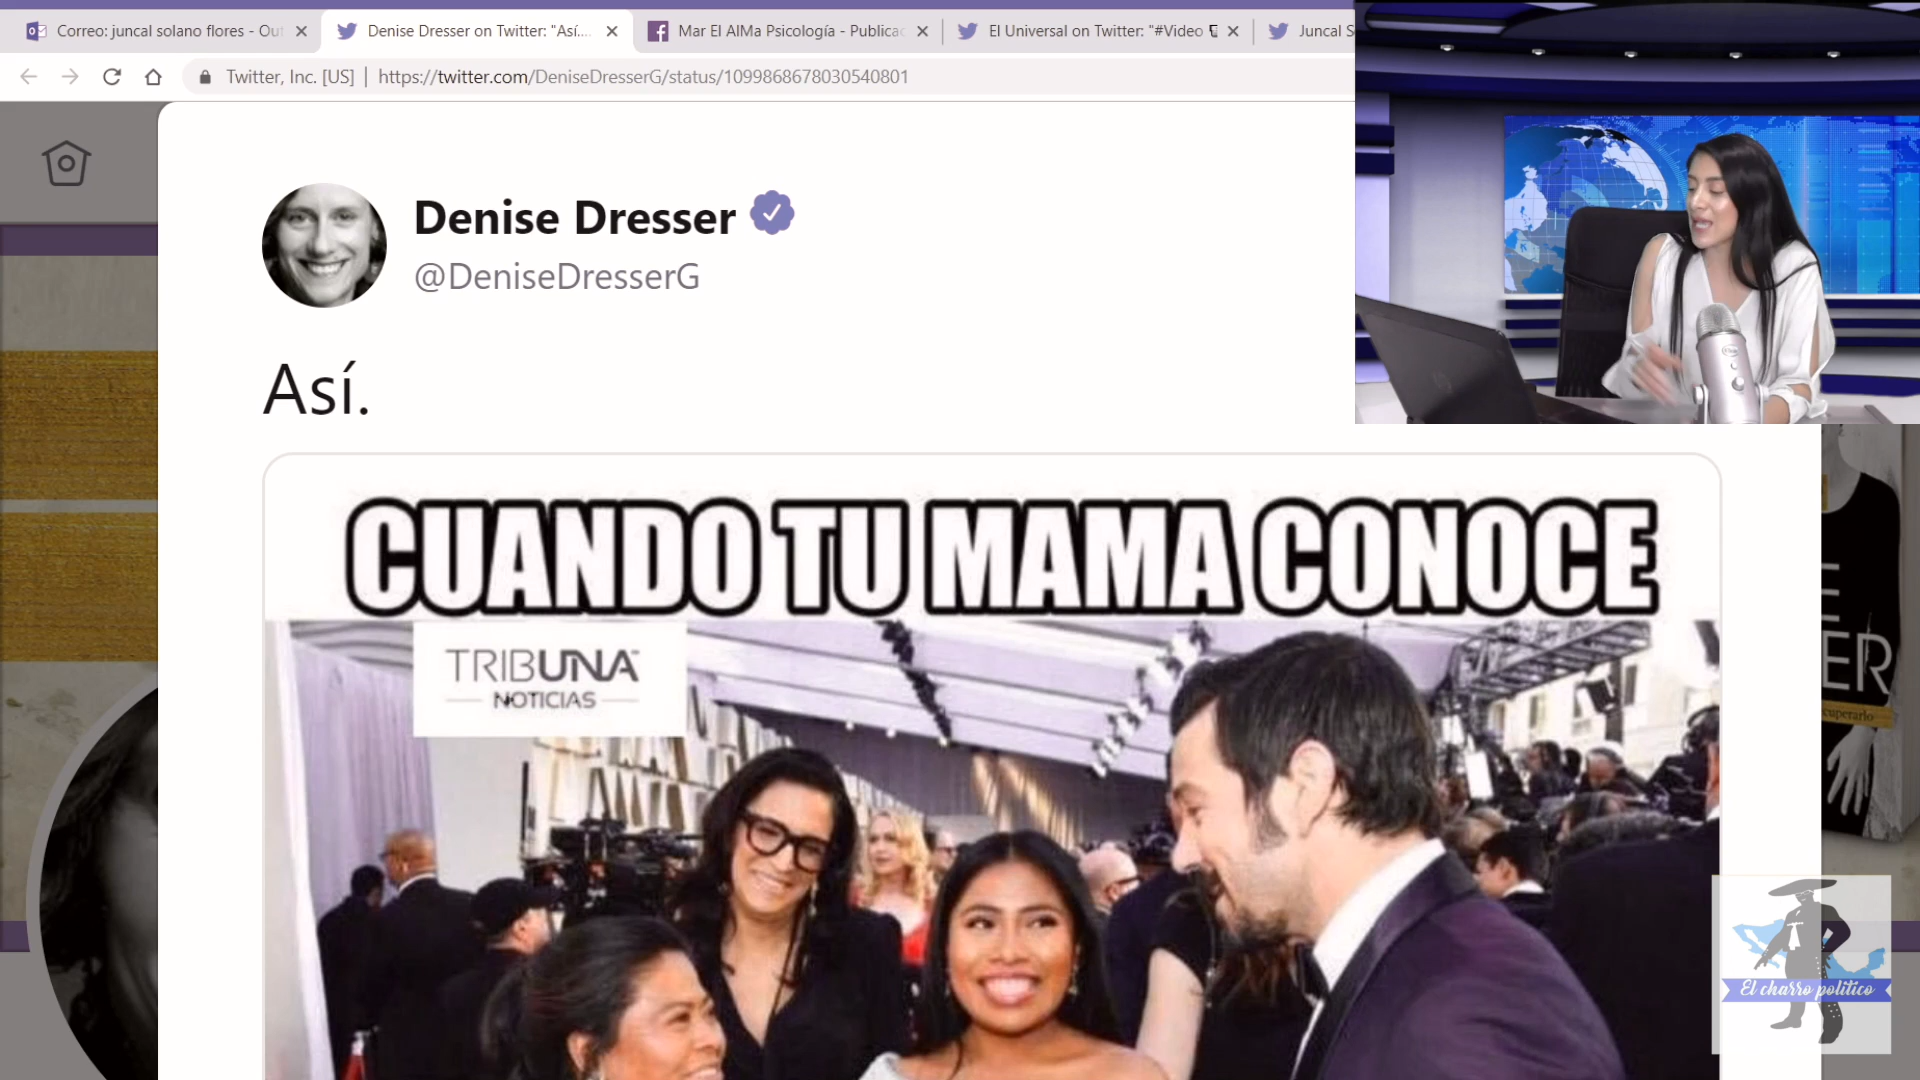 Correo: juncal solano flores - Out
Denise Dresser on Twitter: "Así....
Mar El AlMa Psicología - Publicac
El Universal on Twitter: "#Video
Juncal S
Twitter, Inc. [US] | https://twitter.com/DeniseDresserG/status/1099868678030540801
Denise Dresser
@DeniseDresserG
Así.
CUANDO TU MAMA CONOCE
TRIBUNA
NOTICIAS
E
ER
cuperarlo
El charro político